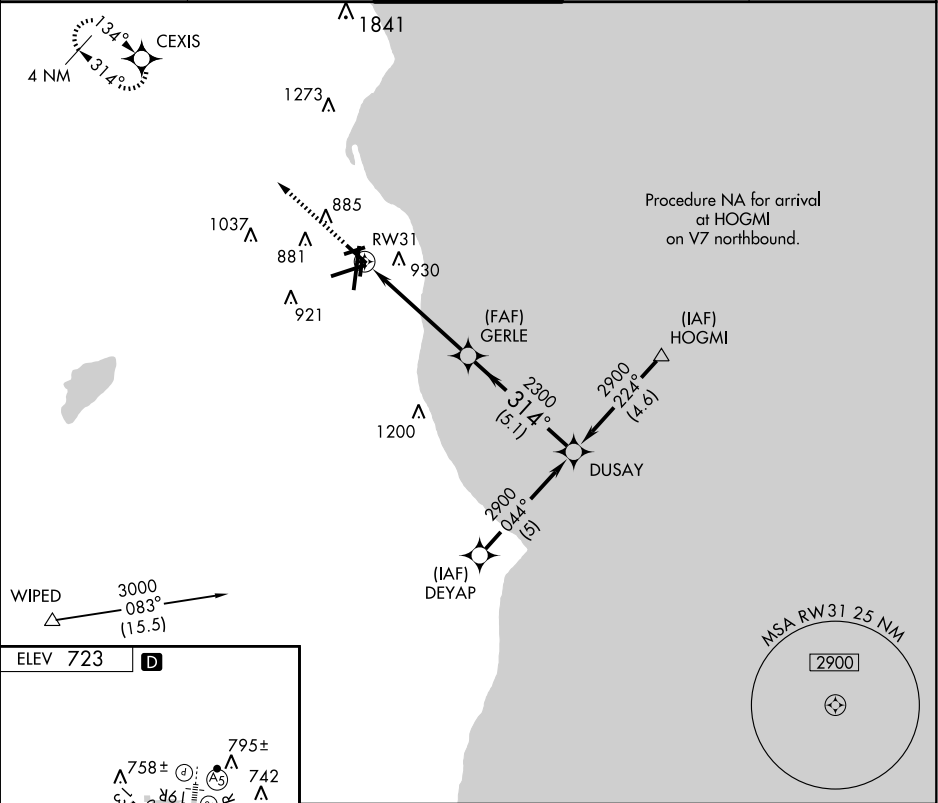 1841
134°
CEXIS
314°
4 NM
1273
Procedure NA for arrival
at HOGMI
on V7 northbound.
885
1037
881
RW31
930
921
(FAF)
GERLE
(IAF)
HOGMI
2300
314°
(5.1)
2900
224°
(4.6)
1200
DUSAY
2900
044°
(5)
(IAF)
DEYAP
WIPED
3000
083°
(15.5)
MSA RW31 25 NM
2900
ELEV 723
D
795±
758±
P
A5
742
19R